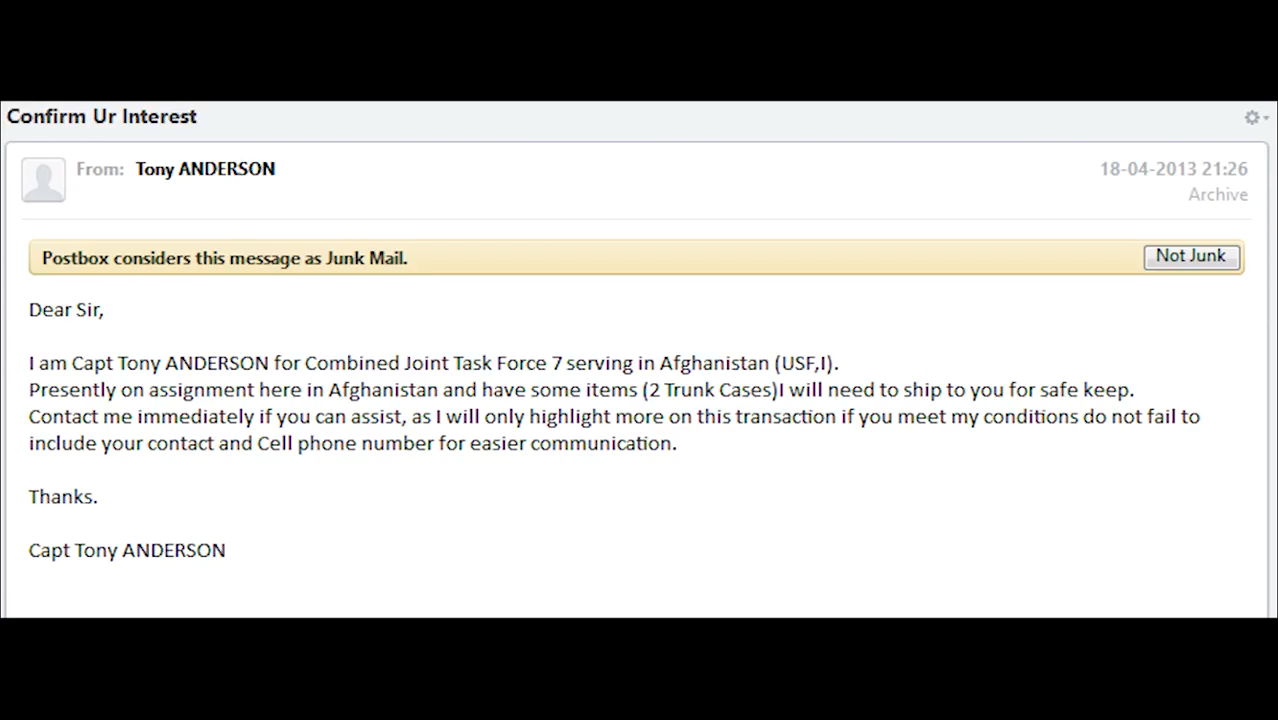 Confirm Ur Interest
From: Tony ANDERSON
18-04-2013 21:26
Archive
Postbox considers this message as Junk Mail.
Not Junk
Dear Sir,
I am Capt Tony ANDERSON for Combined Joint Task Force 7 serving in Afghanistan (USF,I).
Presently on assignment here in Afghanistan and have some items (2 Trunk Cases)I will need to ship to you for safe keep.
Contact me immediately if you can assist, as I will only highlight more on this transaction if you meet my conditions do not fail to
include your contact and Cell phone number for easier communication.
Thanks.
Capt Tony ANDERSON